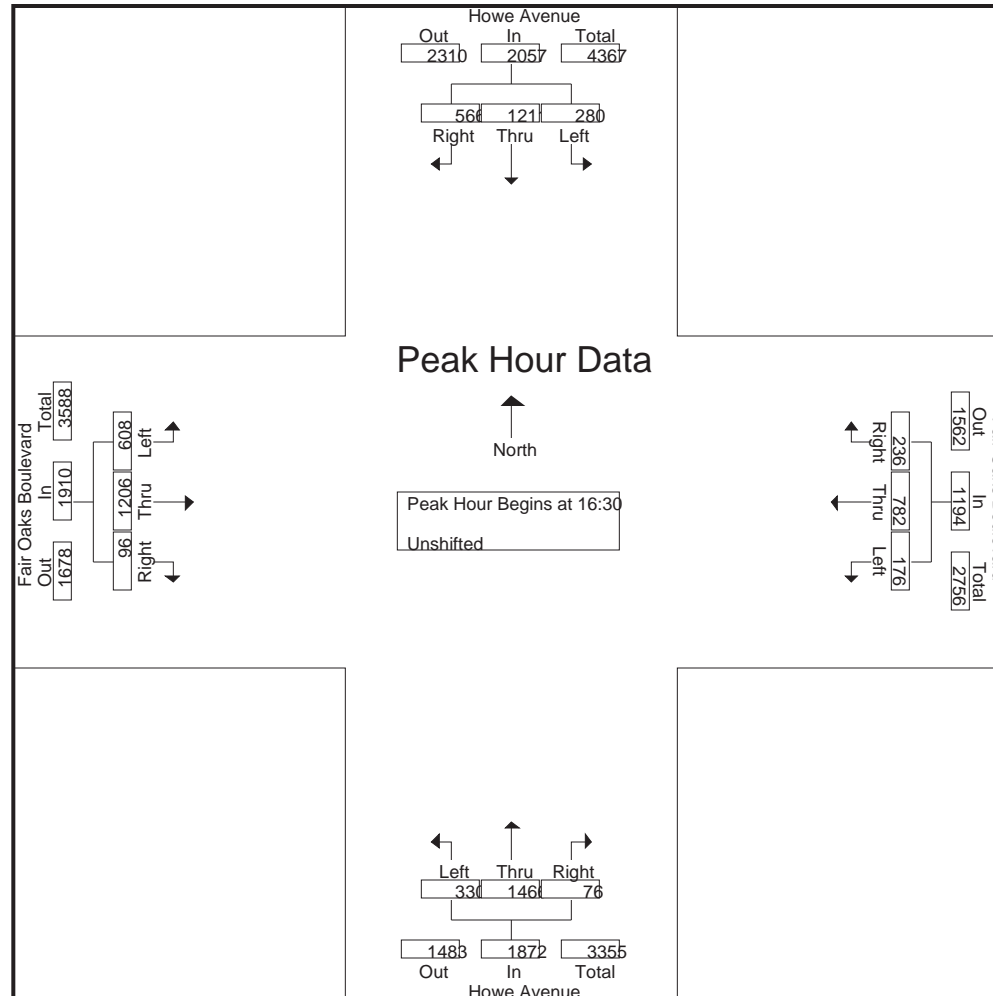 Howe Avenue
Out In Total
2310 2057 4367
566 1211 280
Right Thru Left
Peak Hour Data
North
Peak Hour Begins at 16:30
Unshifted
Fair Oaks Boulevard
Out In Total
1678 1910 3588
96 1206 608
Right Thru Left
Out In Total
1562 1194 2756
236 782 176
Right Thru Left
Left Thru Right
330 1466 76
1483 1872 3355
Out In Total
Howe Avenue